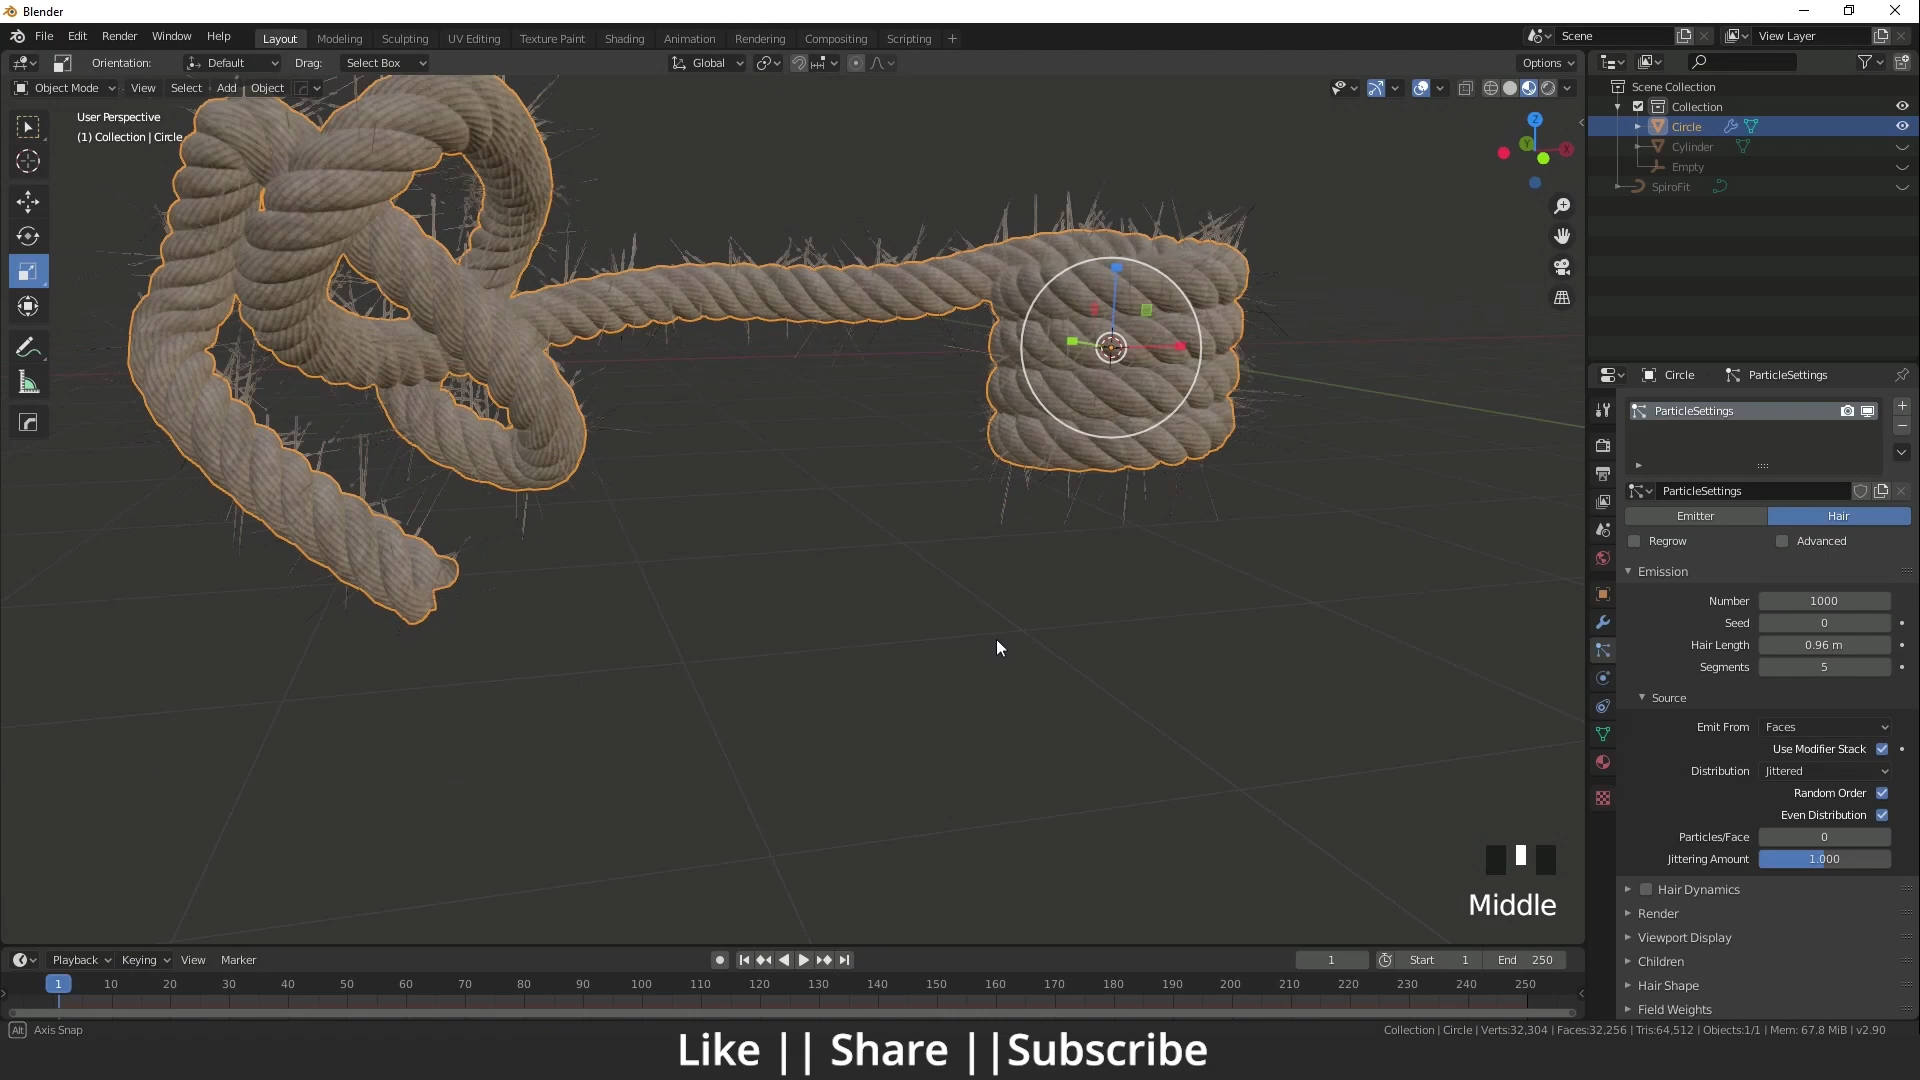 Blender
File Edit Render Window Help
Layout Modeling Sculpting UV Editing Texture Paint Shading Animation Rendering Compositing Scripting +
Scene
View Layer
Orientation: Default Drag: Select Box
Global
Options
Object Mode View Select Add Object
User Perspective
(1) Collection | Circle
Z
Y
X
Scene Collection
Collection
Circle
Cylinder
Empty
SpiroFit
Circle ParticleSettings
ParticleSettings
ParticleSettings
Emitter Hair
Regrow Advanced
Emission
Number 1000
Seed 0
Hair Length 0.96 m
Segments 5
Source
Emit From Faces
Use Modifier Stack
Distribution Jittered
Random Order
Even Distribution
Particles/Face 0
Jittering Amount 1.000
Hair Dynamics
Render
Viewport Display
Children
Hair Shape
Field Weights
Middle
Playback Keying View Marker
1 Start 1 End 250
1 10 20 30 40 50 60 70 80 90 100 110 120 130 140 150 160 170 180 190 200 210 220 230 240 250
Alt Axis Snap
Collection | Circle | Verts:32,304 | Faces:32,256 | Tris:64,512 | Objects:1/1 | Mem: 67.8 MiB | v2.90
Like || Share ||Subscribe